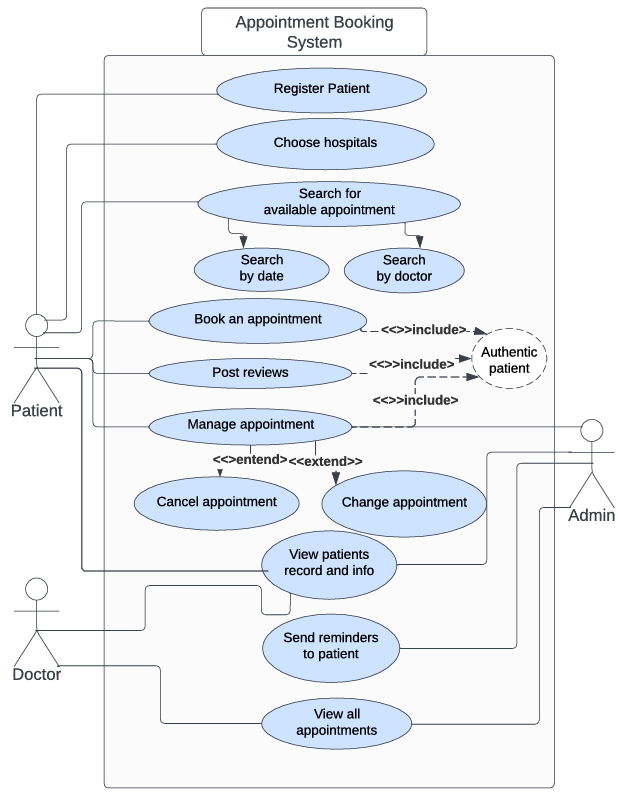 Appointment Booking
System
Register Patient
Choose hospitals
Search for
available appointment
Search
by date
Search
by doctor
Book an appointment
<<>>include>
Authentic
patient
Post reviews
<<>>include>
<<>>include>
Patient
Manage appointment
<<>entend>
<<extend>>
Cancel appointment
Change appointment
Admin
View patients
record and info
Send reminders
to patient
Doctor
View all
appointments